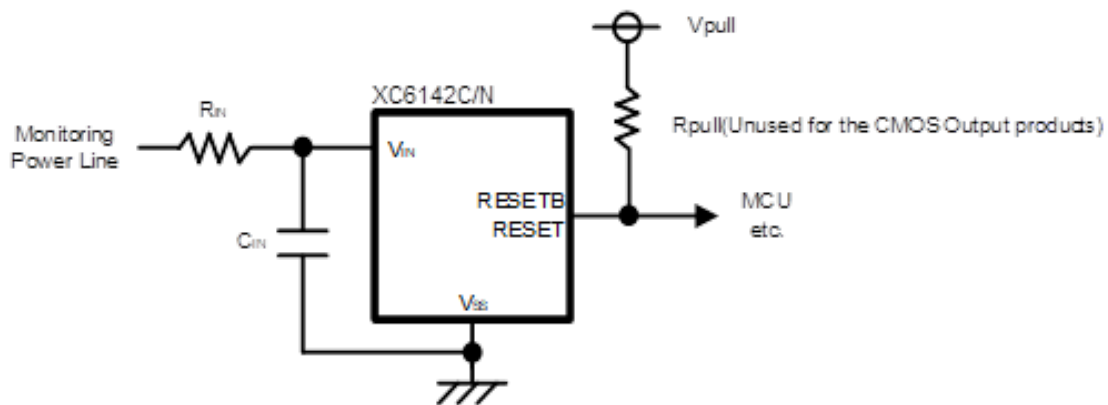 Vpull
XC6142C/N
RIN
Monitoring
Power Line
VIN
Rpull(Unused for the CMOS Output products)
RESETB
RESET
MCU
etc.
CIN
VSS